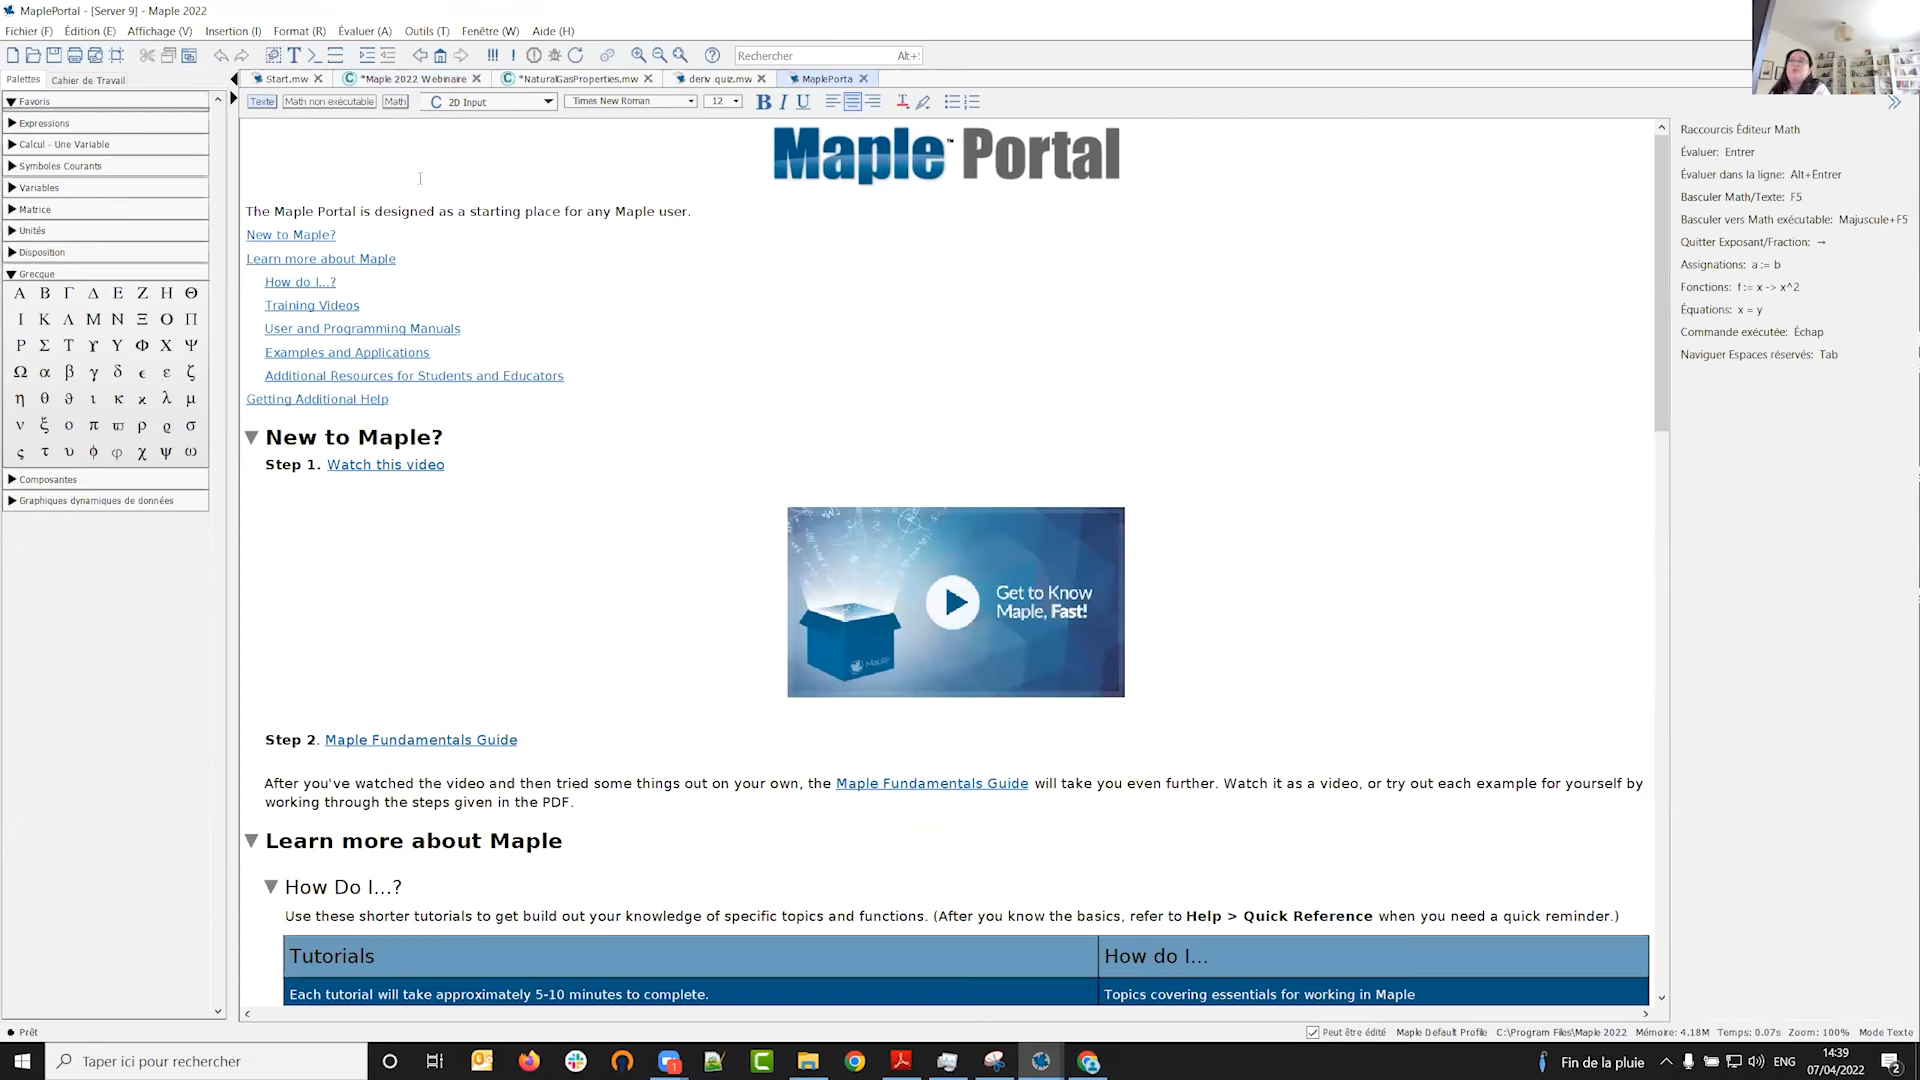 MaplePortal - [Server 9] - Maple 2022
Fichier (F) Édition (E) Affichage (V) Insertion (I) Format (R) Évaluer (A) Outils (T) Fenêtre (W) Aide (H)
Rechercher Alt+:
Palettes Cahier de Travail
Start.mw *Maple 2022 Webinaire *NaturalGasProperties.mw deriv quiz.mw MaplePorta
Texte Math non exécutable Math C 2D Input Times New Roman 12 B I U
Favoris
Expressions
Calcul - Une Variable
Symboles Courants
Variables
Matrice
Unités
Disposition
Grecque
Α Β Γ Δ Ε Ζ Η Θ
Ι Κ Λ Μ Ν Ξ Ο Π
Ρ Σ Τ ϒ Υ Φ Χ Ψ
Ω α β γ δ ϵ ε ζ
η θ ϑ ι κ ϰ λ μ
ν ξ ο π ϖ ρ ϱ σ
ς τ υ ϕ φ χ ψ ω
Composantes
Graphiques dynamiques de données
Maple™ Portal
The Maple Portal is designed as a starting place for any Maple user.
New to Maple?
Learn more about Maple
How do I...?
Training Videos
User and Programming Manuals
Examples and Applications
Additional Resources for Students and Educators
Getting Additional Help
New to Maple?
Step 1. Watch this video
Get to Know
Maple, Fast!
Maple
Step 2. Maple Fundamentals Guide
After you've watched the video and then tried some things out on your own, the Maple Fundamentals Guide will take you even further. Watch it as a video, or try out each example for yourself by
working through the steps given in the PDF.
Learn more about Maple
How Do I...?
Use these shorter tutorials to get build out your knowledge of specific topics and functions. (After you know the basics, refer to Help > Quick Reference when you need a quick reminder.)
Tutorials How do I...
Each tutorial will take approximately 5-10 minutes to complete. Topics covering essentials for working in Maple
Raccourcis Éditeur Math
Évaluer: Entrer
Évaluer dans la ligne: Alt+Entrer
Basculer Math/Texte: F5
Basculer vers Math exécutable: Majuscule+F5
Quitter Exposant/Fraction: →
Assignations: a := b
Fonctions: f := x -> x^2
Équations: x = y
Commande exécutée: Échap
Naviguer Espaces réservés: Tab
Prêt
Peut être édité Maple Default Profile C:\Program Files\Maple 2022 Mémoire: 4.18M Temps: 0.07s Zoom: 100% Mode Texte
Taper ici pour rechercher
Fin de la pluie ENG 14:39
07/04/2022
2